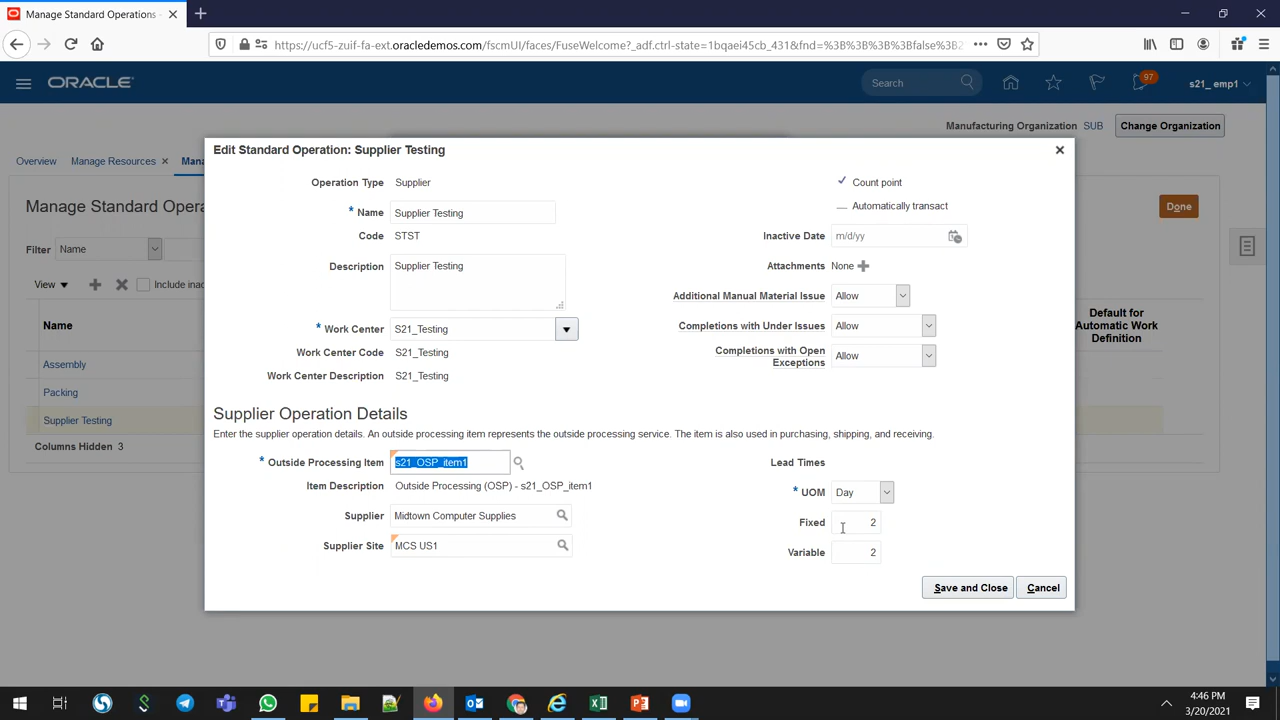 Manage Standard Operations -
https://ucf5-zuif-fa-ext.oracledemos.com/fscmUI/faces/FuseWelcome?_adf.ctrl-state=1bqaei45cb_431&fnd=%3B%3B%3B%3Bfalse%3B%2
ORACLE
Search
97
s21_ emp1
Manufacturing Organization SUB Change Organization
Overview Manage Resources Mana
Manage Standard Opera
Done
Filter Name
View Include inac
Name
Default for
Automatic Work
Definition
Assembly
Packing
Supplier Testing
Columns Hidden 3
Edit Standard Operation: Supplier Testing
Operation Type Supplier
* Name Supplier Testing
Code STST
Description Supplier Testing
* Work Center S21_Testing
Work Center Code S21_Testing
Work Center Description S21_Testing
Count point
Automatically transact
Inactive Date m/d/yy
Attachments None
Additional Manual Material Issue Allow
Completions with Under Issues Allow
Completions with Open
Exceptions Allow
Supplier Operation Details
Enter the supplier operation details. An outside processing item represents the outside processing service. The item is also used in purchasing, shipping, and receiving.
* Outside Processing Item s21_OSP_item1
Item Description Outside Processing (OSP) - s21_OSP_item1
Supplier Midtown Computer Supplies
Supplier Site MCS US1
Lead Times
* UOM Day
Fixed 2
Variable 2
Save and Close Cancel
4:46 PM
3/20/2021